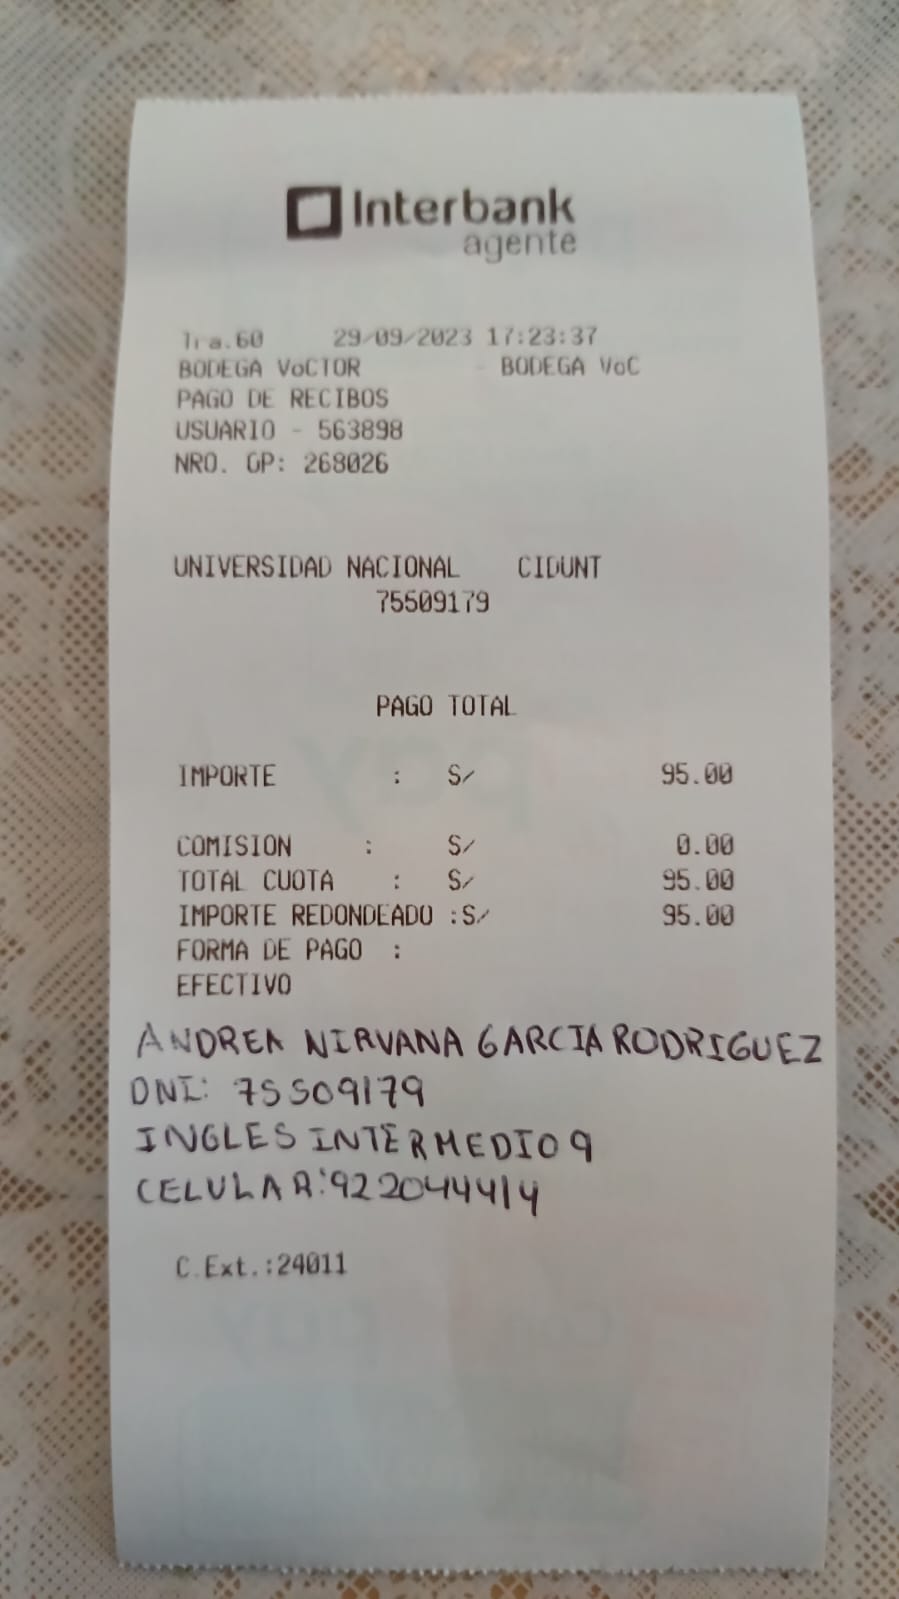 Interbank
agente
Tra.60 29/09/2023 17:23:37
BODEGA VoCTOR - BODEGA VoC
PAGO DE RECIBOS
USUARIO - 563898
NRO. GP: 268026
UNIVERSIDAD NACIONAL CIDUNT
75509179
PAGO TOTAL
IMPORTE : S/ 95.00
COMISION : S/ 0.00
TOTAL CUOTA : S/ 95.00
IMPORTE REDONDEADO :S/ 95.00
FORMA DE PAGO :
EFECTIVO
ANDREA NIRVANA GARCIA RODRIGUEZ
DNI: 75509179
INGLES INTERMEDIO 9
CELULAR: 922044414
C.Ext.:24011